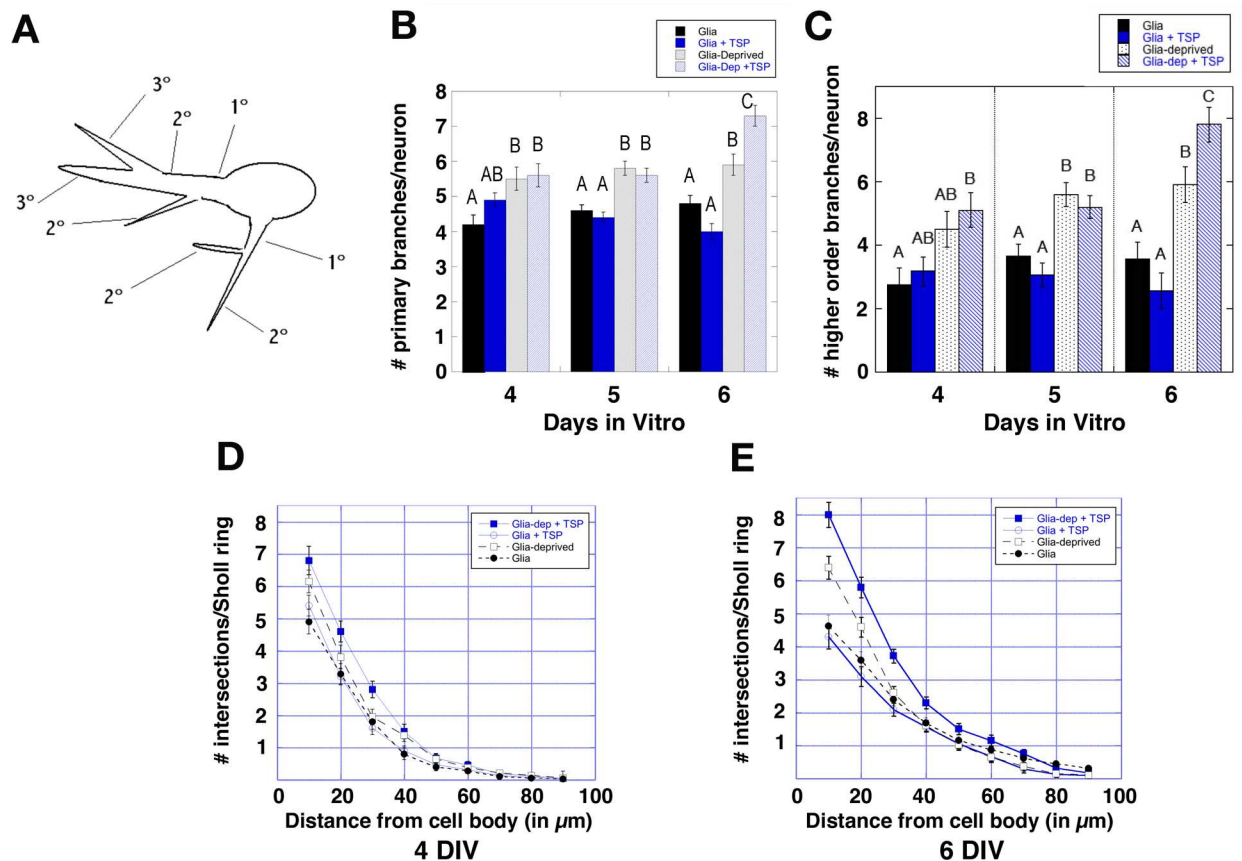 A
3°
2°
1°
3°
2°
2°
1°
2°
B
Glia
Glia + TSP
Glia-Deprived
Glia-Dep +TSP
# primary branches/neuron
8
7
6
5
4
3
2
1
0
A
AB
B
B
A
A
B
B
A
A
B
C
4
5
6
Days in Vitro
C
Glia
Glia + TSP
Glia-deprived
Glia-dep + TSP
# higher order branches/neuron
8
6
4
2
0
A
AB
AB
B
A
A
B
B
A
A
B
C
4
5
6
Days in Vitro
D
Glia-dep + TSP
Glia + TSP
Glia-deprived
Glia
# intersections/Sholl ring
8
7
6
5
4
3
2
1
0
20
40
60
80
100
Distance from cell body (in µm)
4 DIV
E
Glia-dep + TSP
Glia + TSP
Glia-deprived
Glia
# intersections/Sholl ring
8
7
6
5
4
3
2
1
0
20
40
60
80
100
Distance from cell body (in µm)
6 DIV